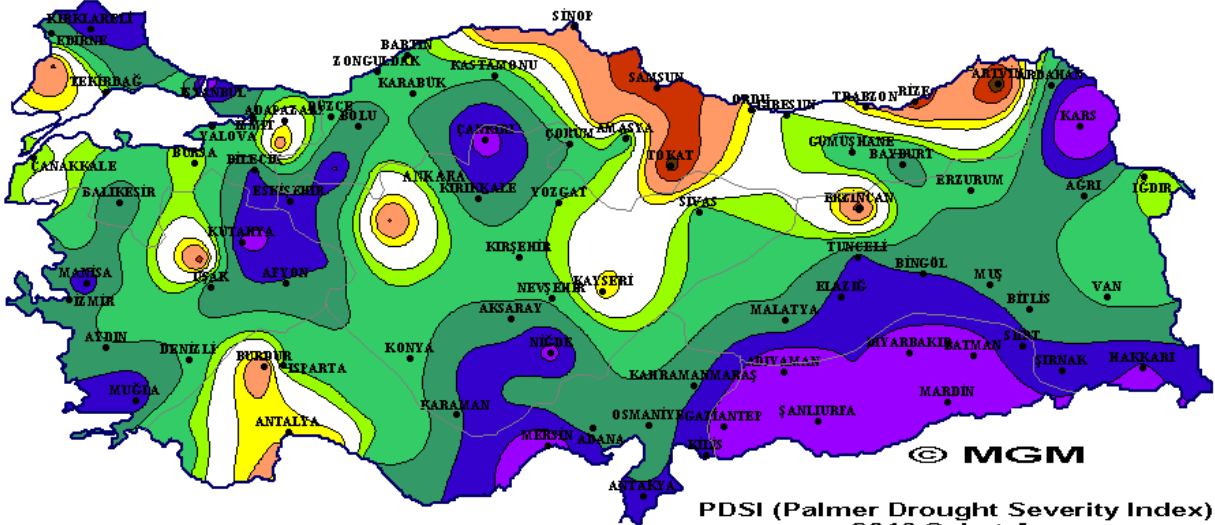 KIRKLARELİ
EDİRNE
TEKİRDAĞ
İSTANBUL
ADAPAZARI
İZMİT
YALOVA
DÜZCE
BOLU
ZONGULDAK
BARTIN
KARABÜK
KASTAMONU
SİNOP
SAMSUN
ÇANKIRI
ÇORUM
AMASYA
TOKAT
ORDU
GİRESUN
TRABZON
RİZE
ARTVİN
ARDAHAN
KARS
GÜMÜŞHANE
BAYBURT
ERZURUM
AĞRI
IĞDIR
ÇANAKKALE
BURSA
BİLECİK
BALIKESİR
ESKİŞEHİR
ANKARA
KIRIKKALE
YOZGAT
SİVAS
ERZİNCAN
KÜTAHYA
KIRŞEHİR
TUNCELİ
BİNGÖL
MUŞ
VAN
BİTLİS
MANİSA
İZMİR
UŞAK
AFYON
NEVŞEHİR
KAYSERİ
ELAZIĞ
MALATYA
AKSARAY
AYDIN
DENİZLİ
BURDUR
ISPARTA
KONYA
NİĞDE
KAHRAMANMARAŞ
ADIYAMAN
DIYARBAKIR
BATMAN
SİİRT
ŞIRNAK
HAKKARİ
MUĞLA
ANTALYA
KARAMAN
MERSİN
ADANA
OSMANİYE
GAZİANTEP
KİLİS
ŞANLIURFA
MARDİN
ANTAKYA
© MGM
PDSI (Palmer Drought Severity Index)